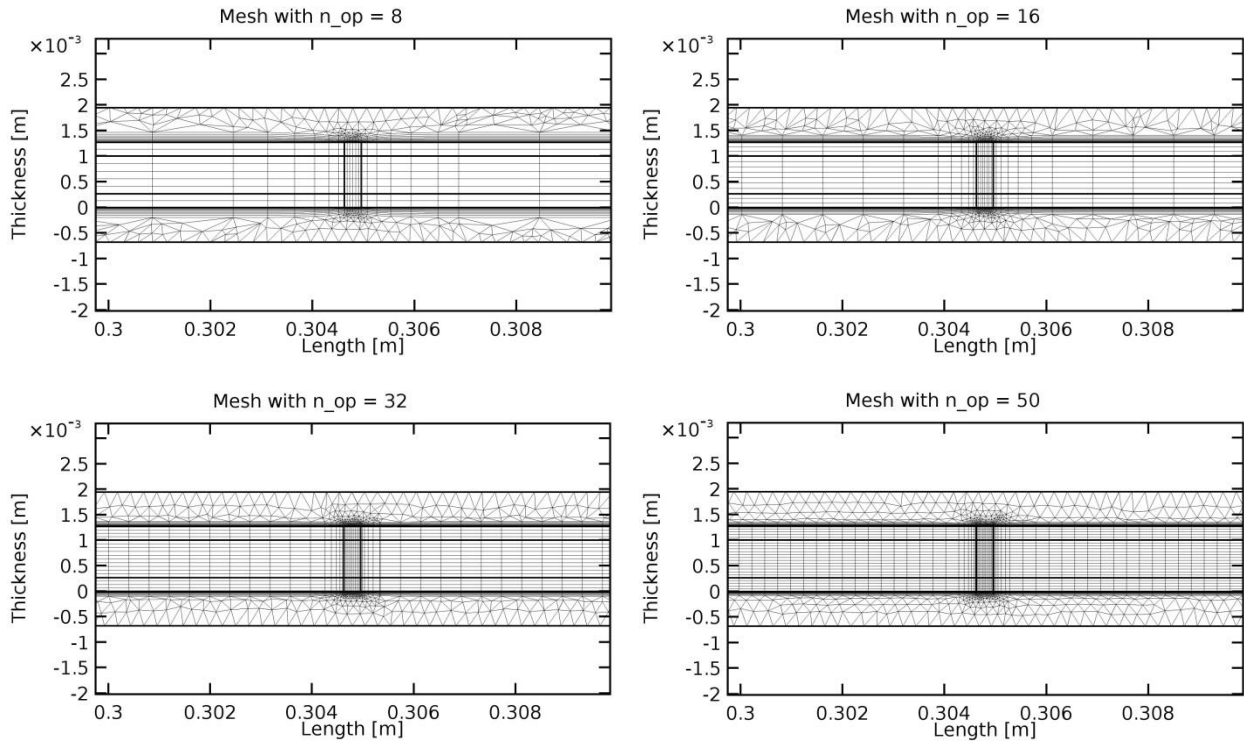 Mesh with n_op = 8
×10⁻³
2.5
2
1.5
1
0.5
0
-0.5
-1
-1.5
-2
Thickness [m]
0.3 0.302 0.304 0.306 0.308
Length [m]
Mesh with n_op = 16
×10⁻³
2.5
2
1.5
1
0.5
0
-0.5
-1
-1.5
-2
Thickness [m]
0.3 0.302 0.304 0.306 0.308
Length [m]
Mesh with n_op = 32
×10⁻³
2.5
2
1.5
1
0.5
0
-0.5
-1
-1.5
-2
Thickness [m]
0.3 0.302 0.304 0.306 0.308
Length [m]
Mesh with n_op = 50
×10⁻³
2.5
2
1.5
1
0.5
0
-0.5
-1
-1.5
-2
Thickness [m]
0.3 0.302 0.304 0.306 0.308
Length [m]